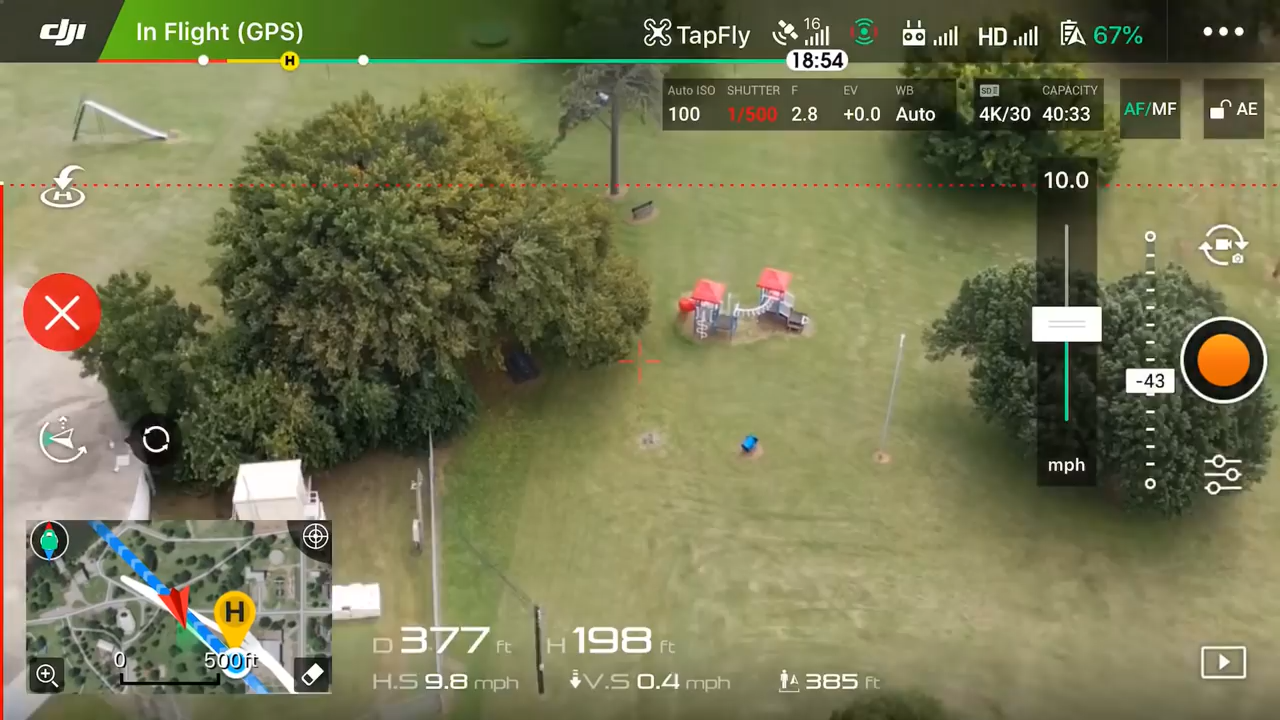 dji In Flight (GPS) TapFly 16 HD 67%
H 18:54
Auto ISO SHUTTER F EV WB SD CAPACITY
100 1/500 2.8 +0.0 Auto 4K/30 40:33 AF/MF AE
H
10.0
-43
mph
H
0 500ft
D 377 ft H 198 ft
H.S 9.8 mph V.S 0.4 mph 385 ft